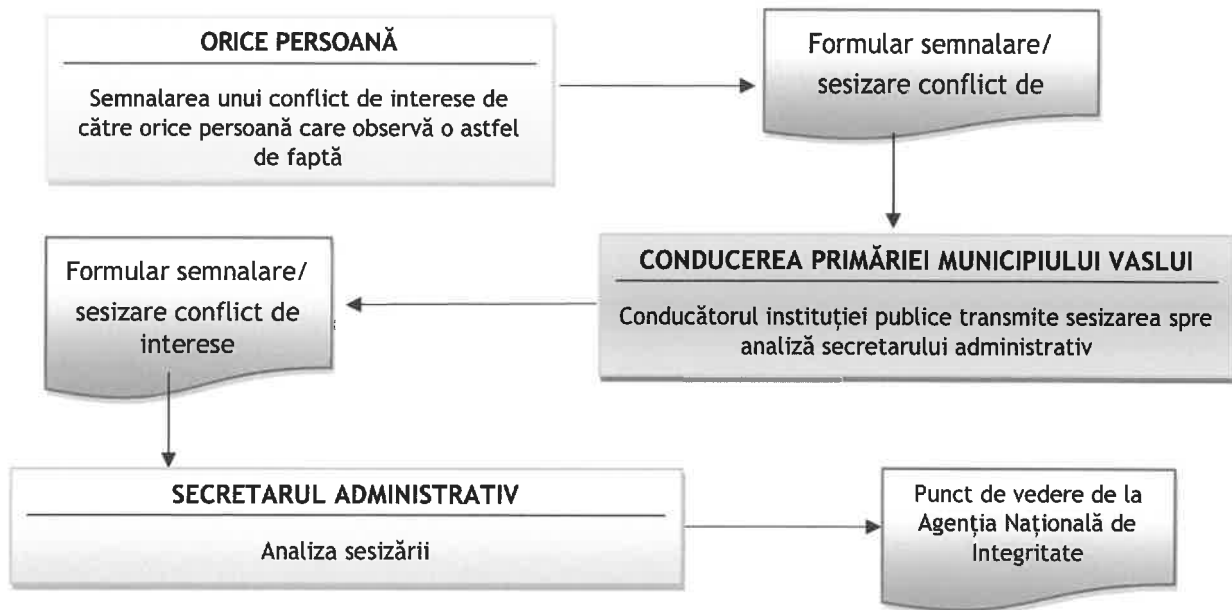 ORICE PERSOANĂ
Semnalarea unui conflict de interese de
către orice persoană care observă o astfel
de faptă
Formular semnalare/
sesizare conflict de
CONDUCEREA PRIMĂRIEI MUNICIPIULUI VASLUI
Conducătorul instituției publice transmite sesizarea spre
analiză secretarului administrativ
Formular semnalare/
sesizare conflict de
interese
SECRETARUL ADMINISTRATIV
Analiza sesizării
Punct de vedere de la
Agenția Națională de
Integritate